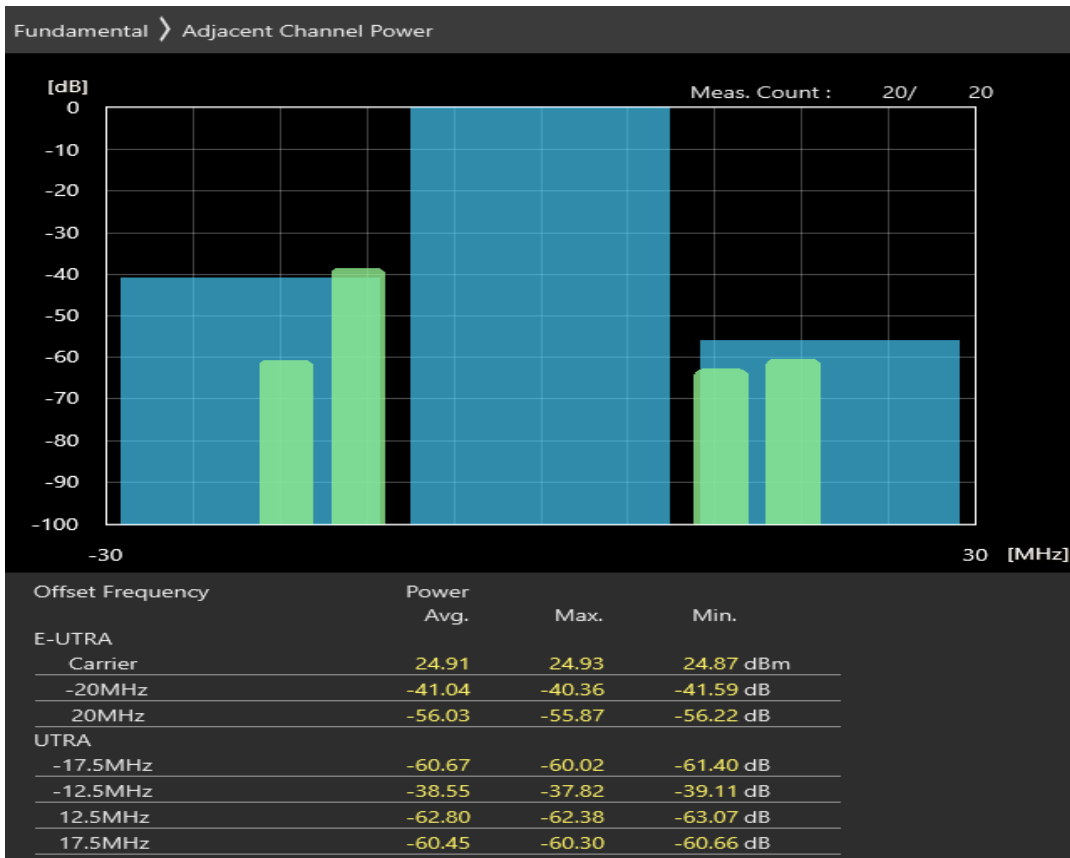 Fundamental 〉 Adjacent Channel Power
[dB]
Meas. Count : 20/ 20
0
-10
-20
-30
-40
-50
-60
-70
-80
-90
-100
-30 30 [MHz]
Offset Frequency Power
Avg. Max. Min.
E-UTRA
Carrier 24.91 24.93 24.87 dBm
-20MHz -41.04 -40.36 -41.59 dB
20MHz -56.03 -55.87 -56.22 dB
UTRA
-17.5MHz -60.67 -60.02 -61.40 dB
-12.5MHz -38.55 -37.82 -39.11 dB
12.5MHz -62.80 -62.38 -63.07 dB
17.5MHz -60.45 -60.30 -60.66 dB